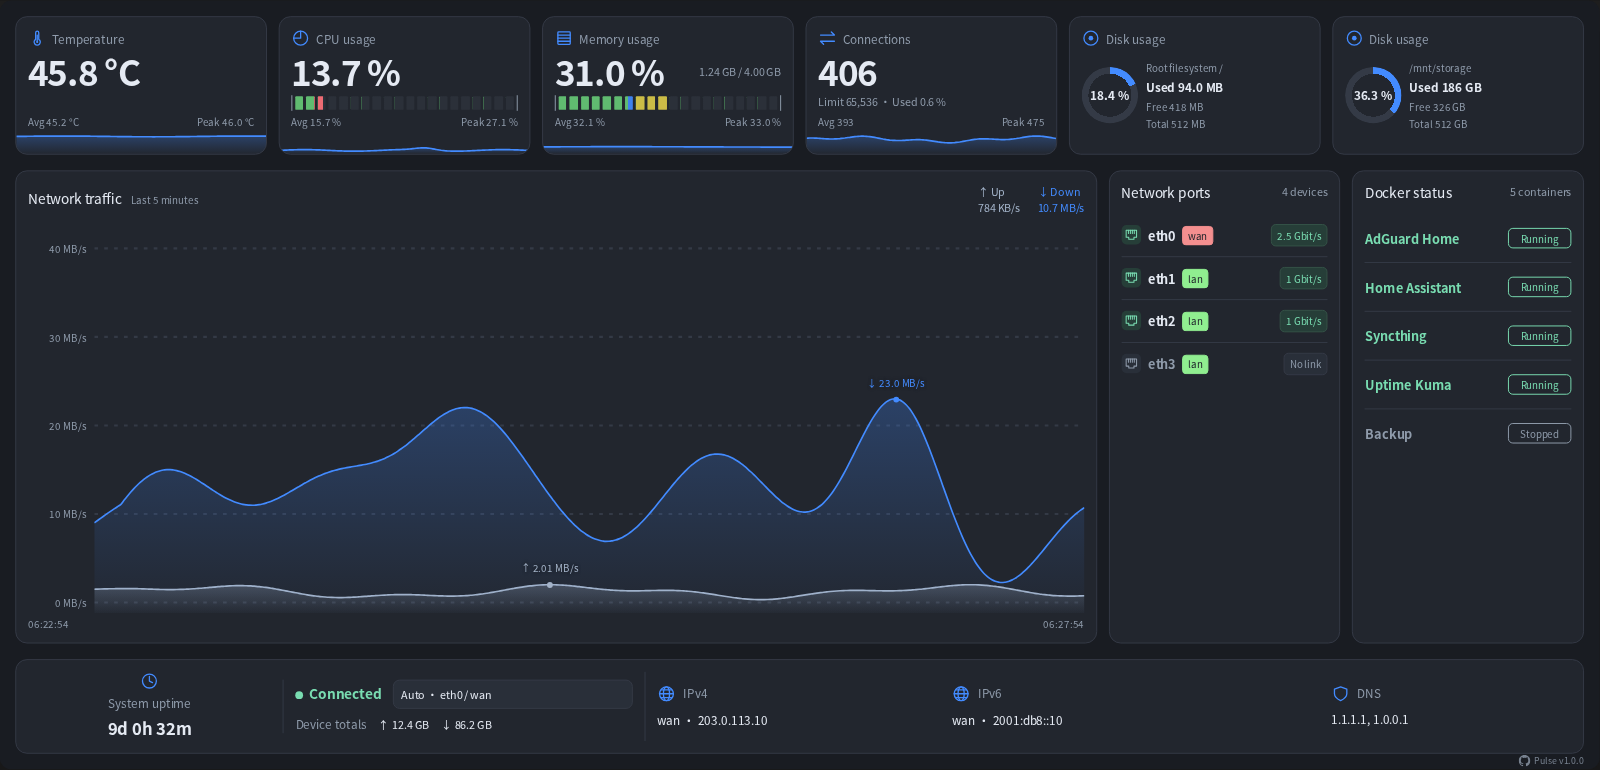 Temperature
45.8 °C
Avg 45.2 °C
Peak 46.0 °C
CPU usage
13.7 %
Avg 15.7 %
Peak 27.1 %
Memory usage
31.0 %
1.24 GB / 4.00 GB
Avg 32.1 %
Peak 33.0 %
Connections
406
Limit 65,536 • Used 0.6 %
Avg 393
Peak 475
Disk usage
18.4 %
Root filesystem /
Used 94.0 MB
Free 418 MB
Total 512 MB
Disk usage
36.3 %
/mnt/storage
Used 186 GB
Free 326 GB
Total 512 GB
Network traffic Last 5 minutes
↑ Up
784 KB/s
↓ Down
10.7 MB/s
40 MB/s
30 MB/s
↓ 23.0 MB/s
20 MB/s
10 MB/s
↑ 2.01 MB/s
0 MB/s
06:22:54
06:27:54
Network ports
4 devices
eth0 wan 2.5 Gbit/s
eth1 lan 1 Gbit/s
eth2 lan 1 Gbit/s
eth3 lan No link
Docker status
5 containers
AdGuard Home Running
Home Assistant Running
Syncthing Running
Uptime Kuma Running
Backup Stopped
System uptime
9d 0h 32m
Connected
Auto • eth0/wan
Device totals ↑ 12.4 GB ↓ 86.2 GB
IPv4
wan • 203.0.113.10
IPv6
wan • 2001:db8::10
DNS
1.1.1.1, 1.0.0.1
Pulse v1.0.0